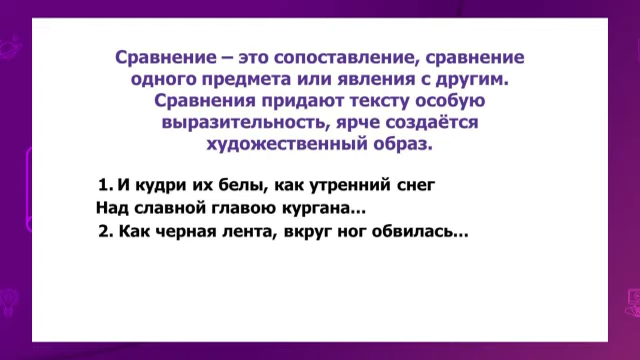 Сравнение – это сопоставление, сравнение
одного предмета или явления с другим.
Сравнения придают тексту особую
выразительность, ярче создаётся
художественный образ.
1. И кудри их белы, как утренний снег
Над славной главою кургана...
2. Как черная лента, вкруг ног обвилась...